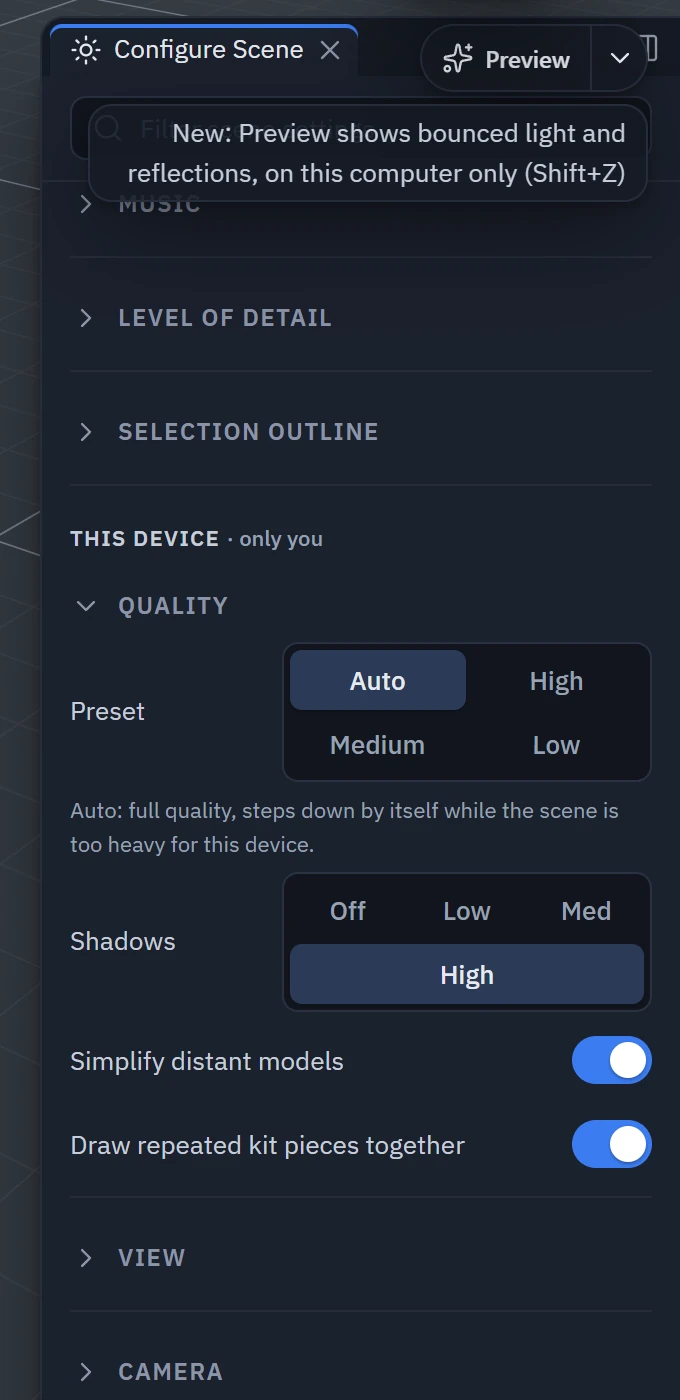 Configure Scene
Preview
New: Preview shows bounced light and
reflections, on this computer only (Shift+Z)
MUSIC
LEVEL OF DETAIL
SELECTION OUTLINE
THIS DEVICE · only you
QUALITY
Preset
Auto
High
Medium
Low
Auto: full quality, steps down by itself while the scene is
too heavy for this device.
Shadows
Off
Low
Med
High
Simplify distant models
Draw repeated kit pieces together
VIEW
CAMERA